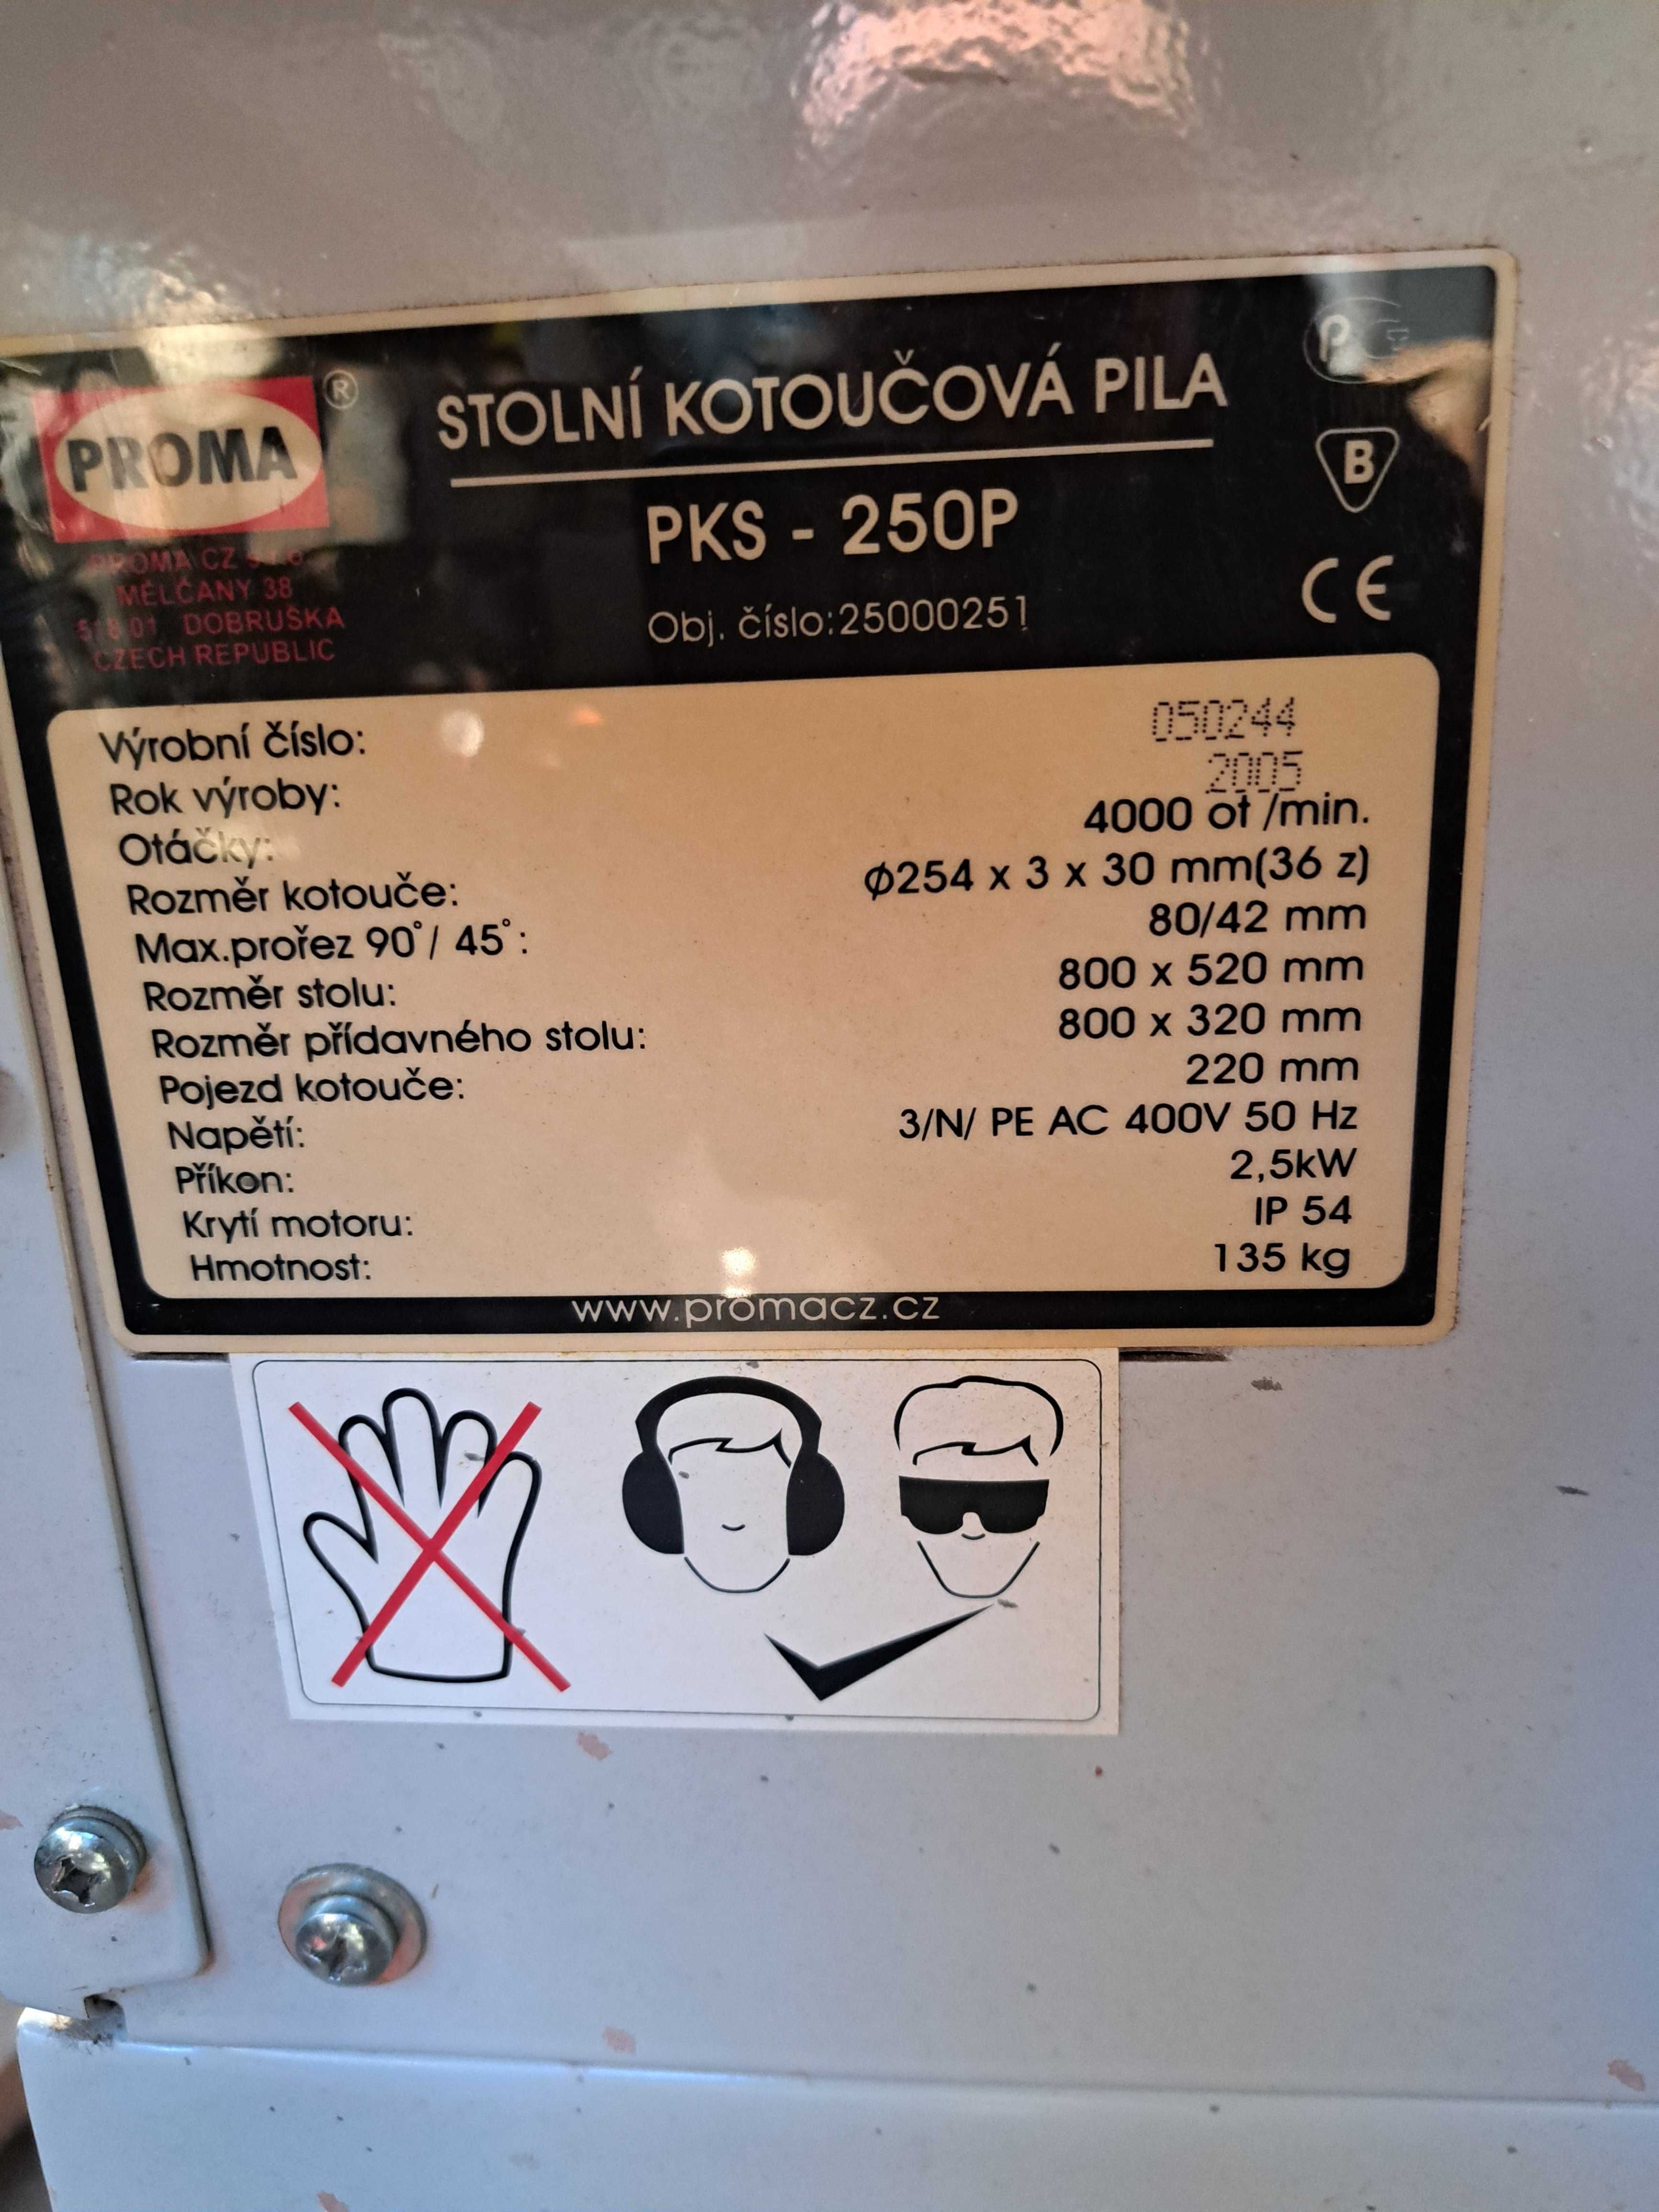 PROMA ®
PROMA CZ s.r.o.
MĚLČANY 38
518 01 DOBRUŠKA
CZECH REPUBLIC
STOLNÍ KOTOUČOVÁ PILA
PKS - 250P
Obj. číslo:25000251
B
CE
Výrobní číslo: 050244
Rok výroby: 2005
Otáčky: 4000 ot /min.
Rozměr kotouče: ϕ254 x 3 x 30 mm(36 z)
Max.prořez 90°/ 45°: 80/42 mm
Rozměr stolu: 800 x 520 mm
Rozměr přídavného stolu: 800 x 320 mm
Pojezd kotouče: 220 mm
Napětí: 3/N/ PE AC 400V 50 Hz
Příkon: 2,5kW
Krytí motoru: IP 54
Hmotnost: 135 kg
www.promacz.cz